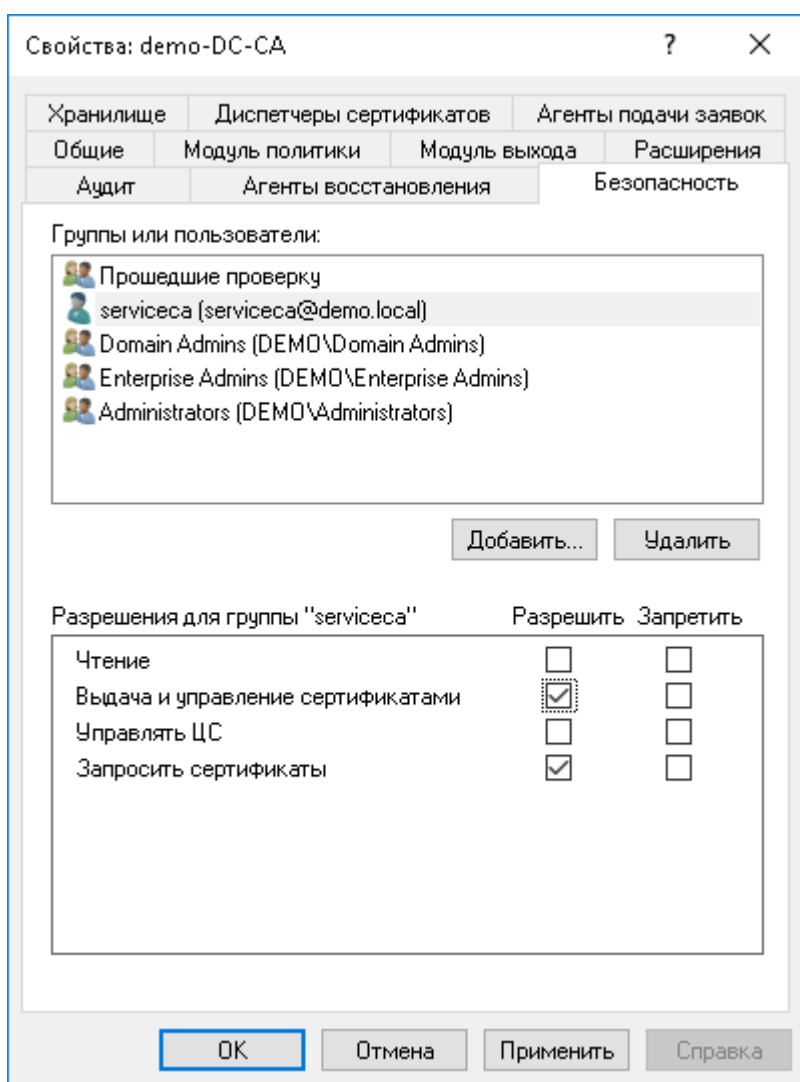 Свойства: demo-DC-CA ? ×
Хранилище Диспетчеры сертификатов Агенты подачи заявок
Общие Модуль политики Модуль выхода Расширения
Аудит Агенты восстановления Безопасность
Группы или пользователи:
Прошедшие проверку
serviceca (serviceca@demo.local)
Domain Admins (DEMO\Domain Admins)
Enterprise Admins (DEMO\Enterprise Admins)
Administrators (DEMO\Administrators)
Добавить... Удалить
Разрешения для группы "serviceca" Разрешить Запретить
Чтение
Выдача и управление сертификатами
Управлять ЦС
Запросить сертификаты
OK Отмена Применить Справка